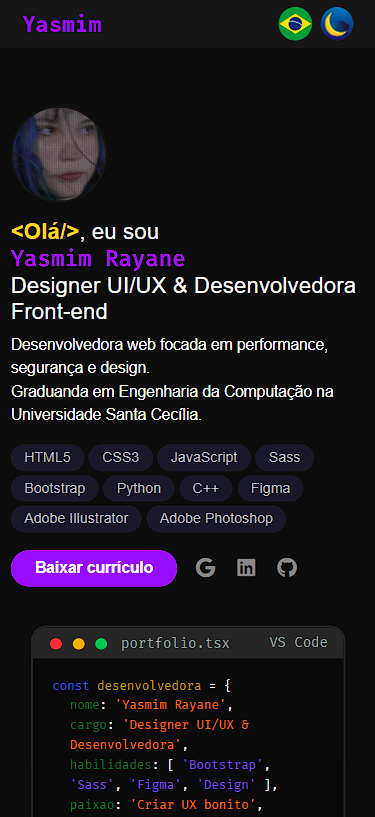 Yasmim
<Olá/>, eu sou
Yasmim Rayane
Designer UI/UX & Desenvolvedora
Front-end
Desenvolvedora web focada em performance,
segurança e design.
Graduanda em Engenharia da Computação na
Universidade Santa Cecília.
HTML5 CSS3 JavaScript Sass
Bootstrap Python C++ Figma
Adobe Illustrator Adobe Photoshop
Baixar currículo G in
portfolio.tsx VS Code
const desenvolvedora = {
nome: 'Yasmim Rayane',
cargo: 'Designer UI/UX &
Desenvolvedora',
habilidades: [ 'Bootstrap',
'Sass', 'Figma', 'Design' ],
paixao: 'Criar UX bonito',